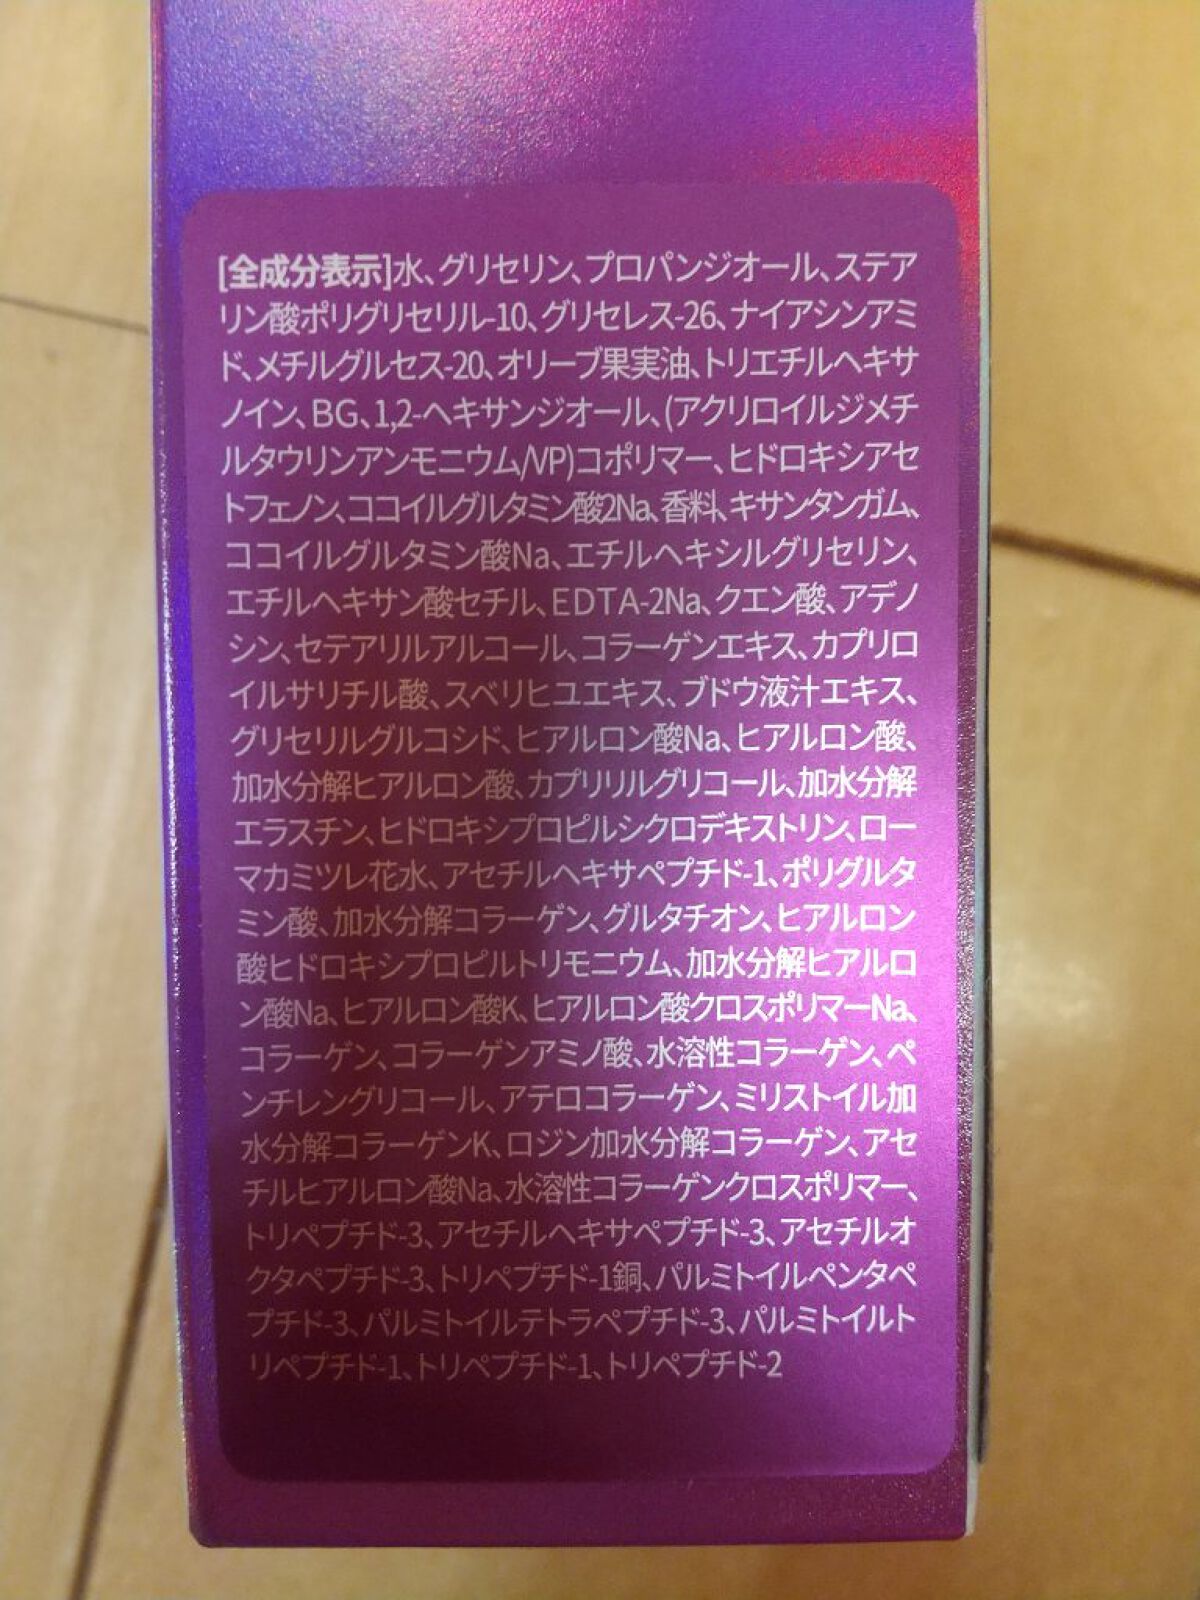 [全成分表示]水、グリセリン、プロパンジオール、ステア
リン酸ポリグリセリル-10、グリセレス-26、ナイアシンアミ
ド、メチルグルセス-20、オリーブ果実油、トリエチルヘキサ
ノイン、BG、1,2-ヘキサンジオール、(アクリロイルジメチ
ルタウリンアンモニウム/VP)コポリマー、ヒドロキシアセ
トフェノン、ココイルグルタミン酸2Na、香料、キサンタンガム、
ココイルグルタミン酸Na、エチルヘキシルグリセリン、
エチルヘキサン酸セチル、EDTA-2Na、クエン酸、アデノ
シン、セテアリルアルコール、コラーゲンエキス、カプリロ
イルサリチル酸、スベリヒユエキス、ブドウ液汁エキス、
グリセリルグルコシド、ヒアルロン酸Na、ヒアルロン酸、
加水分解ヒアルロン酸、カプリリルグリコール、加水分解
エラスチン、ヒドロキシプロピルシクロデキストリン、ロー
マカミツレ花水、アセチルヘキサペプチド-1、ポリグルタ
ミン酸、加水分解コラーゲン、グルタチオン、ヒアルロン
酸ヒドロキシプロピルトリモニウム、加水分解ヒアルロ
ン酸Na、ヒアルロン酸K、ヒアルロン酸クロスポリマーNa、
コラーゲン、コラーゲンアミノ酸、水溶性コラーゲン、ペ
ンチレングリコール、アテロコラーゲン、ミリストイル加
水分解コラーゲンK、ロジン加水分解コラーゲン、アセ
チルヒアルロン酸Na、水溶性コラーゲンクロスポリマー、
トリペプチド-3、アセチルヘキサペプチド-3、アセチルオ
クタペプチド-3、トリペプチド-1銅、パルミトイルペンタペ
プチド-3、パルミトイルテトラペプチド-3、パルミトイルト
リペプチド-1、トリペプチド-1、トリペプチド-2